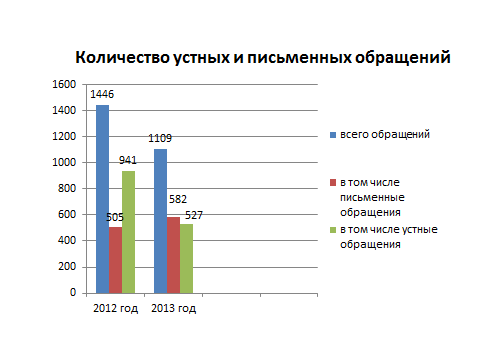 Количество устных и письменных обращений
1600
1400
1200
1000
800
600
400
200
0
1446
505
941
1109
582
527
2012 год
2013 год
всего обращений
в том числе
письменные
обращения
в том числе устные
обращения